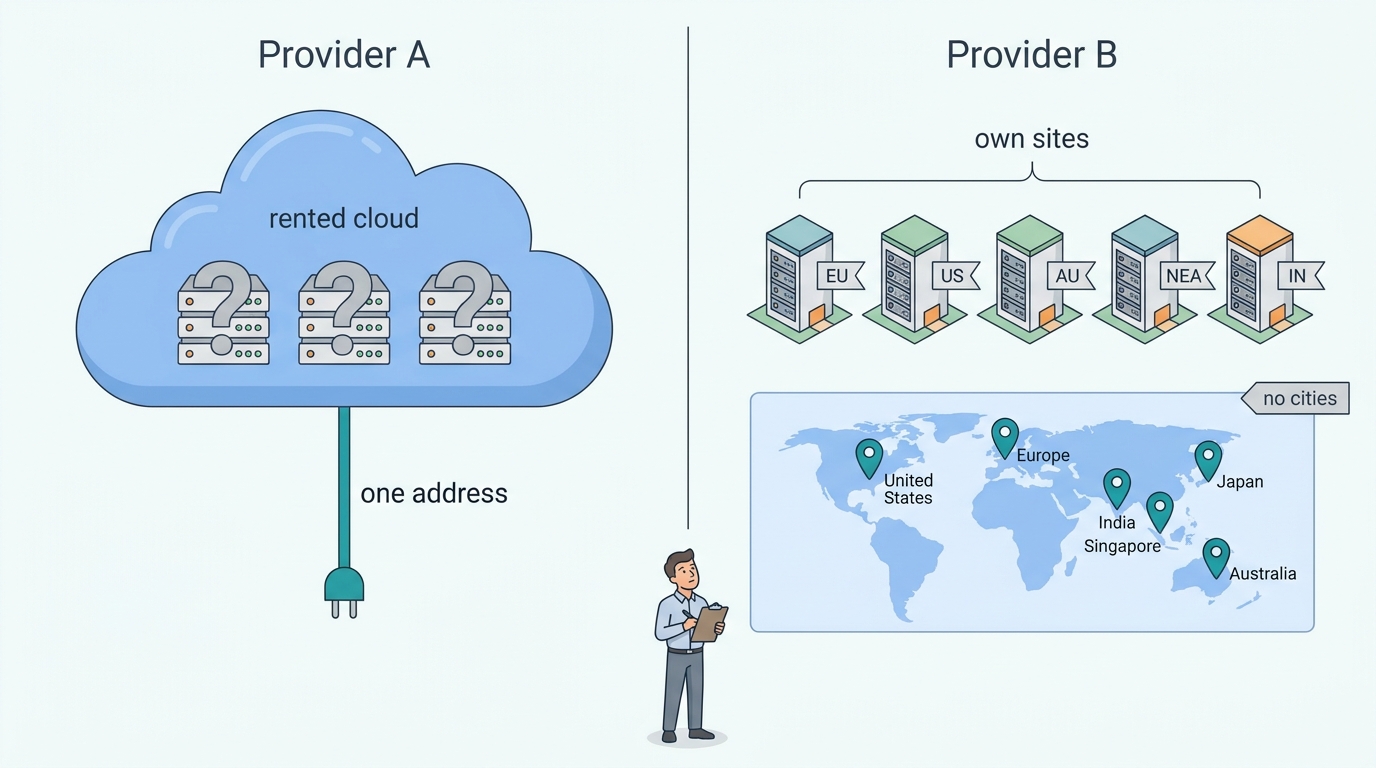 Provider A
rented cloud
? ? ?
one address
Provider B
own sites
EU
US
AU
NEA
IN
no cities
United
States
Europe
India
Singapore
Japan
Australia